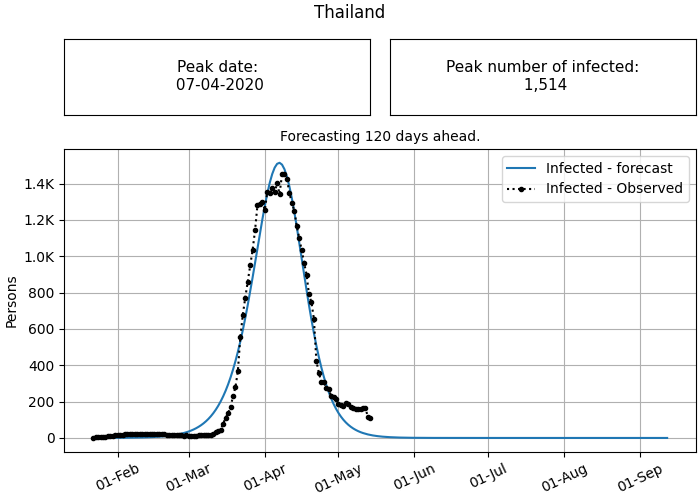 Thailand
Peak date:
07-04-2020
Peak number of infected:
1,514
Forecasting 120 days ahead.
Infected - forecast
Infected - Observed
Persons
1.4K
1.2K
1.0K
800
600
400
200
0
01-Feb
01-Mar
01-Apr
01-May
01-Jun
01-Jul
01-Aug
01-Sep